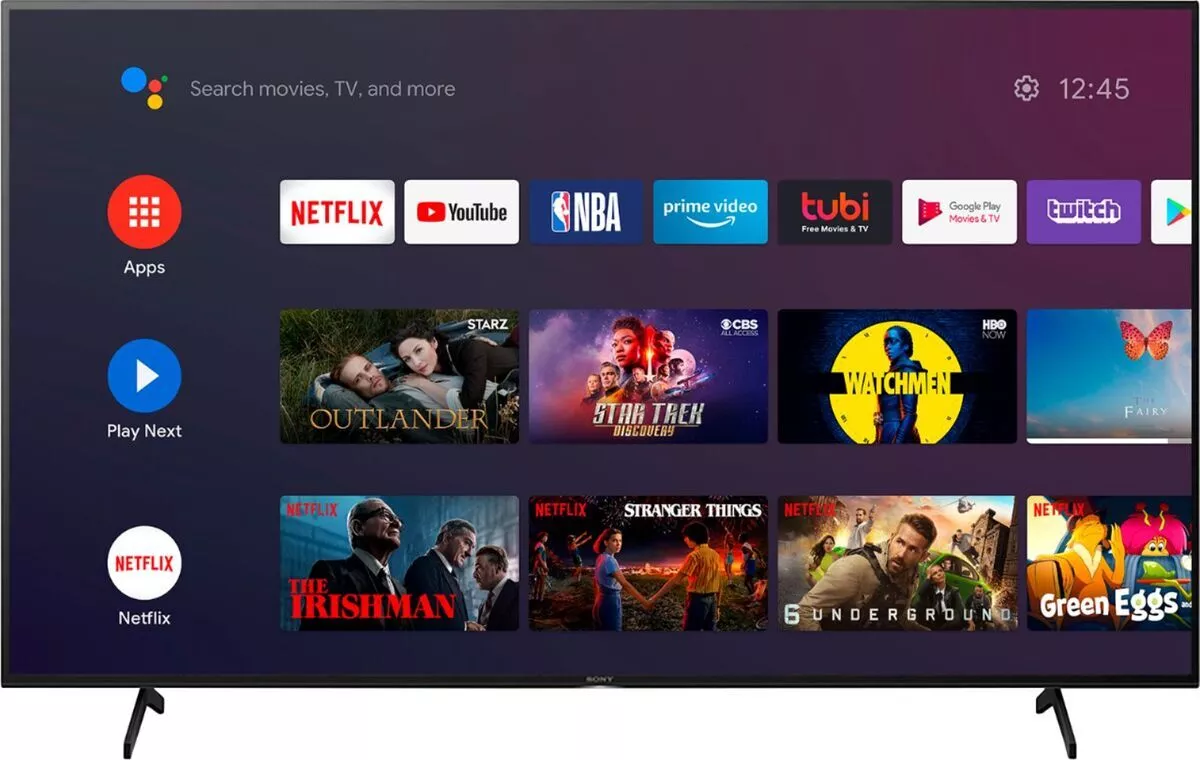 Search movies, TV, and more
12:45
Apps
NETFLIX
YouTube
NBA
prime video
tubi
Free Movies & TV
Google Play
Movies & TV
twitch
Play Next
STARZ
OUTLANDER
CBS
ALL ACCESS
STAR TREK
DISCOVERY
HBO
NOW
WATCHMEN
THE
FAIRY
NETFLIX
Netflix
NETFLIX
THE
IRISHMAN
NETFLIX
STRANGER THINGS
NETFLIX
6 UNDERGROUND
NETFLIX
Green Eggs and
SONY